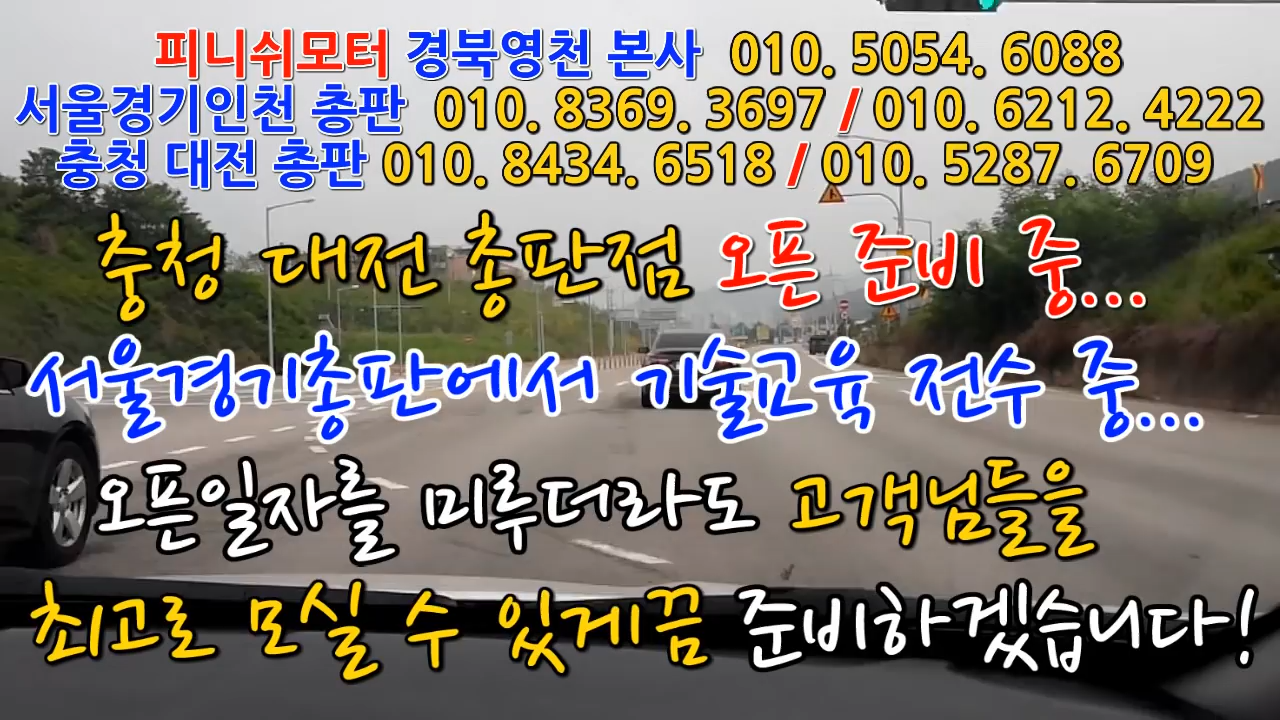 피니쉬모터 경북영천 본사 010. 5054. 6088
서울경기인천 총판 010. 8369. 3697 / 010. 6212. 4222
충청 대전 총판 010. 8434. 6518 / 010. 5287. 6709
충청 대전 총판점 오픈 준비 중...
서울경기총판에서 기술교육 전수 중...
오픈일자를 미루더라도 고객님들을
최고로 모실 수 있게끔 준비하겠습니다!